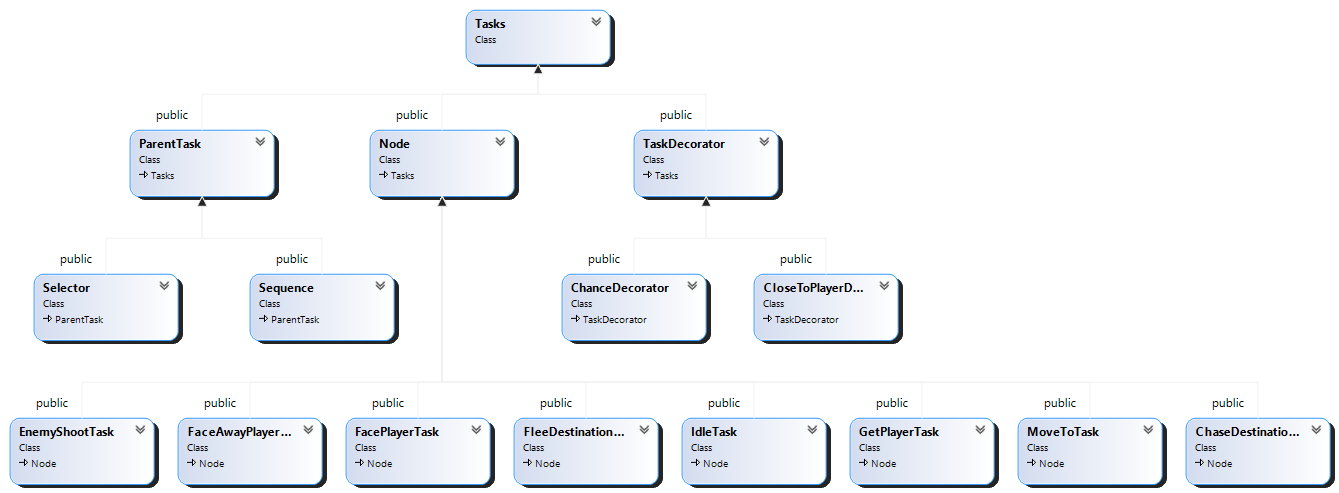 Tasks
Class
public
public
public
ParentTask
Class
Tasks
Node
Class
Tasks
TaskDecorator
Class
Tasks
public
public
public
public
Selector
Class
ParentTask
Sequence
Class
ParentTask
ChanceDecorator
Class
TaskDecorator
CloseToPlayerD...
Class
TaskDecorator
public
public
public
public
public
public
public
public
EnemyShootTask
Class
Node
FaceAwayPlayer...
Class
Node
FacePlayerTask
Class
Node
FleeDestination...
Class
Node
IdleTask
Class
Node
GetPlayerTask
Class
Node
MoveToTask
Class
Node
ChaseDestinatio...
Class
Node